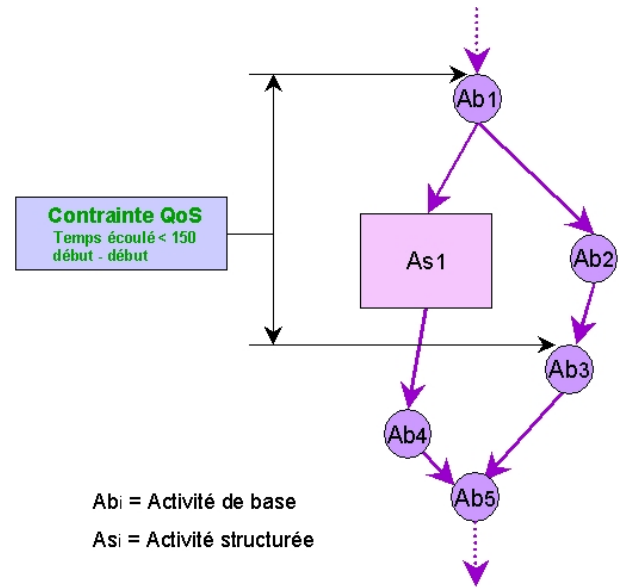 Ab1
Contrainte QoS
Temps écoulé < 150
début - début
As1
Ab2
Ab3
Ab4
Ab5
Abi = Activité de base
Asi = Activité structurée